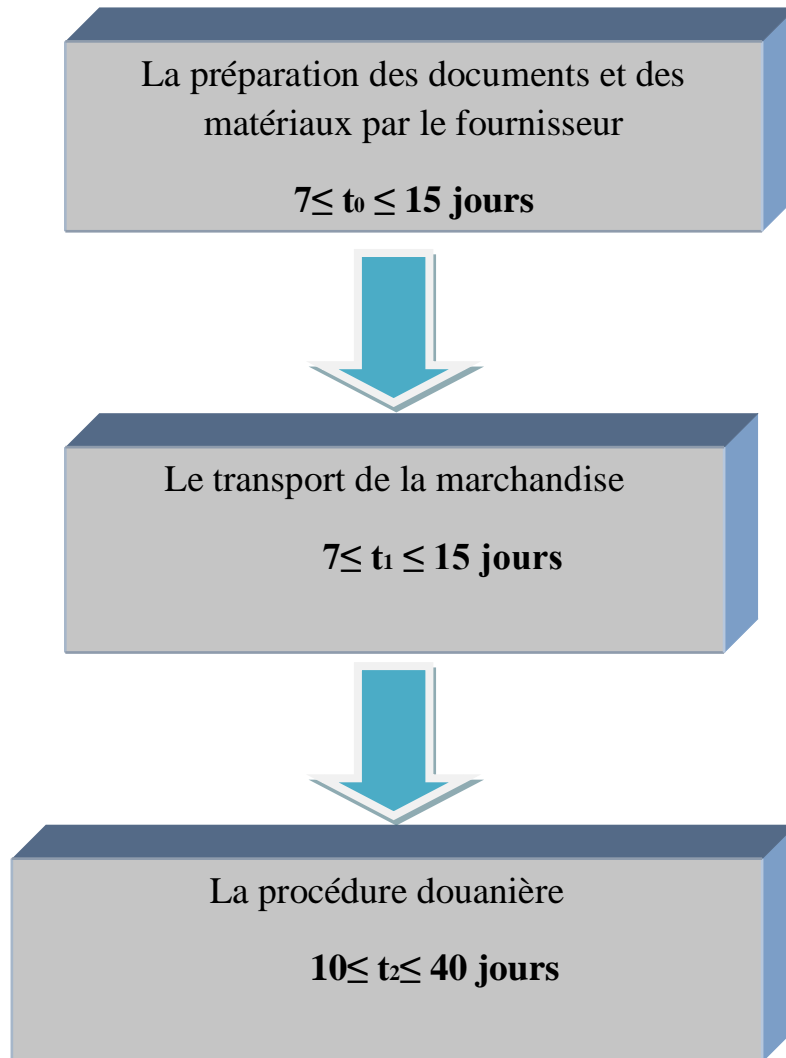 La préparation des documents et des
matériaux par le fournisseur
7≤ t₀ ≤ 15 jours
Le transport de la marchandise
7≤ t₁ ≤ 15 jours
La procédure douanière
10≤ t₂≤ 40 jours